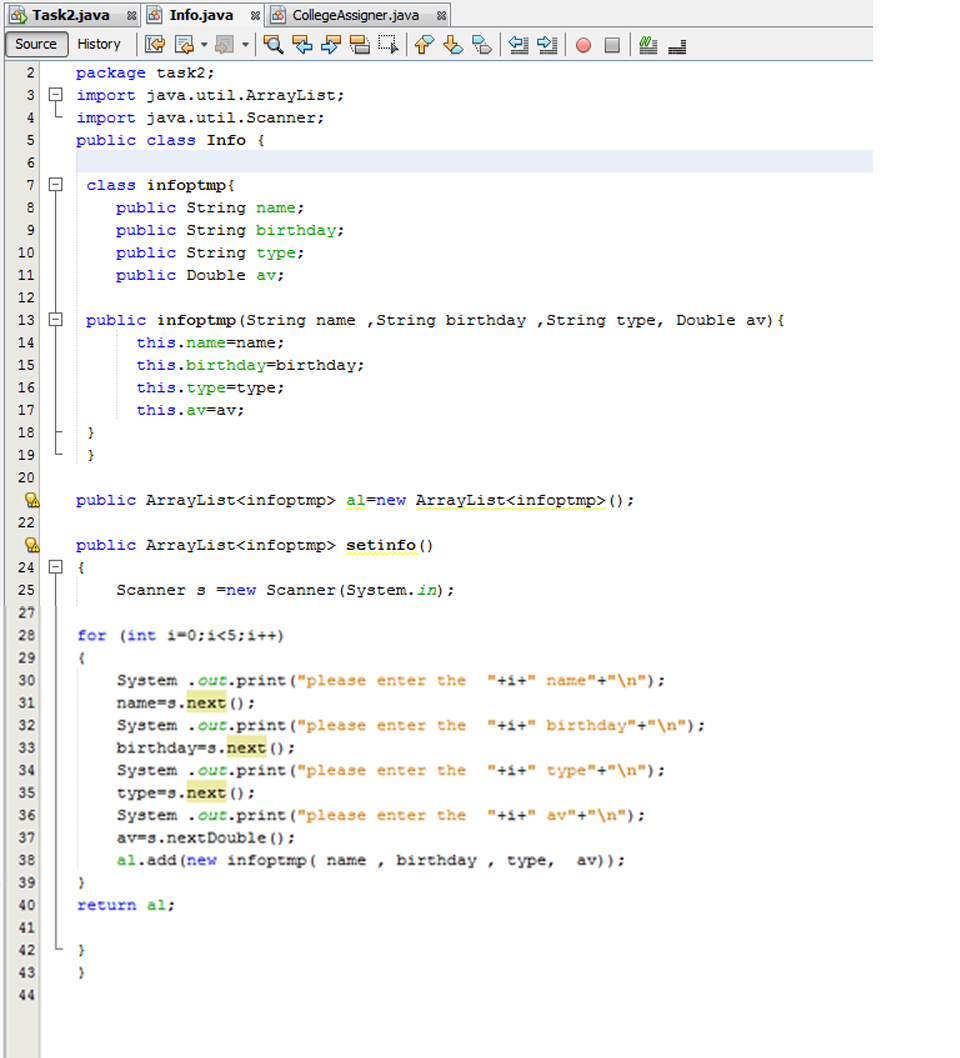 Task2.java Info.java CollegeAssigner.java
Source History
2 package task2;
3 import java.util.ArrayList;
4 import java.util.Scanner;
5 public class Info {
6
7 class infoptmp{
8 public String name;
9 public String birthday;
10 public String type;
11 public Double av;
12
13 public infoptmp(String name ,String birthday ,String type, Double av){
14 this.name=name;
15 this.birthday=birthday;
16 this.type=type;
17 this.av=av;
18 }
19 }
20
public ArrayList<infoptmp> al=new ArrayList<infoptmp>();
22
public ArrayList<infoptmp> setinfo()
24 {
25 Scanner s =new Scanner(System.in);
27
28 for (int i=0;i<5;i++)
29 {
30 System .out.print("please enter the  "+i+" name"+"\n");
31 name=s.next();
32 System .out.print("please enter the  "+i+" birthday"+"\n");
33 birthday=s.next();
34 System .out.print("please enter the  "+i+" type"+"\n");
35 type=s.next();
36 System .out.print("please enter the  "+i+" av"+"\n");
37 av=s.nextDouble();
38 al.add(new infoptmp( name , birthday , type,  av));
39 }
40 return al;
41
42 }
43 }
44